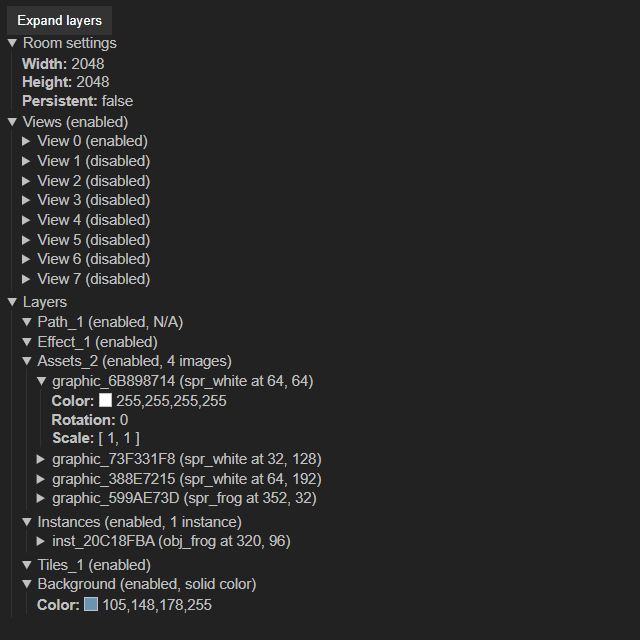 Expand layers
Room settings
Width: 2048
Height: 2048
Persistent: false
Views (enabled)
View 0 (enabled)
View 1 (disabled)
View 2 (disabled)
View 3 (disabled)
View 4 (disabled)
View 5 (disabled)
View 6 (disabled)
View 7 (disabled)
Layers
Path_1 (enabled, N/A)
Effect_1 (enabled)
Assets_2 (enabled, 4 images)
graphic_6B898714 (spr_white at 64, 64)
Color: 255,255,255,255
Rotation: 0
Scale: [ 1, 1 ]
graphic_73F331F8 (spr_white at 32, 128)
graphic_388E7215 (spr_white at 64, 192)
graphic_599AE73D (spr_frog at 352, 32)
Instances (enabled, 1 instance)
inst_20C18FBA (obj_frog at 320, 96)
Tiles_1 (enabled)
Background (enabled, solid color)
Color: 105,148,178,255